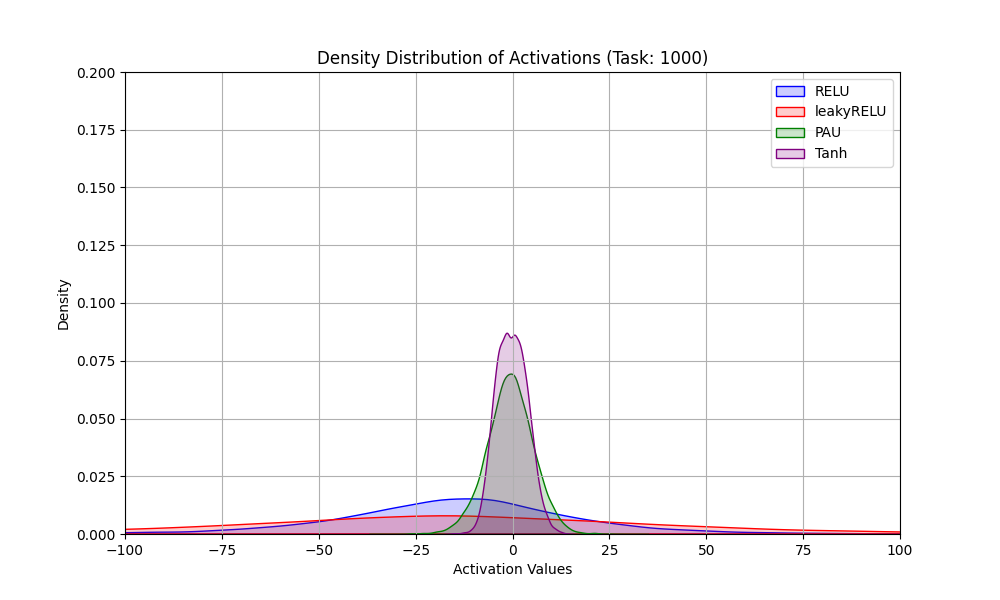 Density Distribution of Activations (Task: 1000)
0.200
0.175
0.150
0.125
0.100
0.075
0.050
0.025
0.000
Density
RELU
leakyRELU
PAU
Tanh
−100
−75
−50
−25
0
25
50
75
100
Activation Values